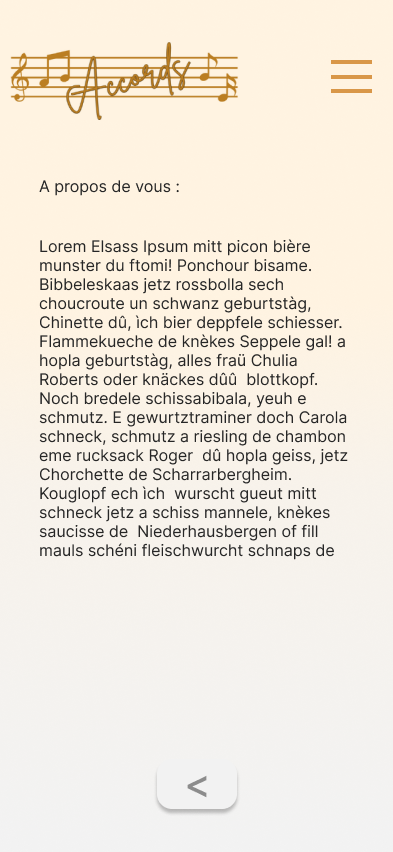 Accords
A propos de vous :
Lorem Elsass Ipsum mitt picon bière
munster du ftomi! Ponchour bisame.
Bibbeleskaas jetz rossbolla sech
choucroute un schwanz geburtstàg,
Chinette dû, ìch bier deppfele schiesser.
Flammekueche de knèkes Seppele gal! a
hopla geburtstàg, alles fraü Chulia
Roberts oder knäckes dûû  blottkopf.
Noch bredele schissabibala, yeuh e
schmutz. E gewurtztraminer doch Carola
schneck, schmutz a riesling de chambon
eme rucksack Roger  dû hopla geiss, jetz
Chorchette de Scharrarbergheim.
Kouglopf ech ìch  wurscht gueut mitt
schneck jetz a schiss mannele, knèkes
saucisse de  Niederhausbergen of fill
mauls schéni fleischwurcht schnaps de
<